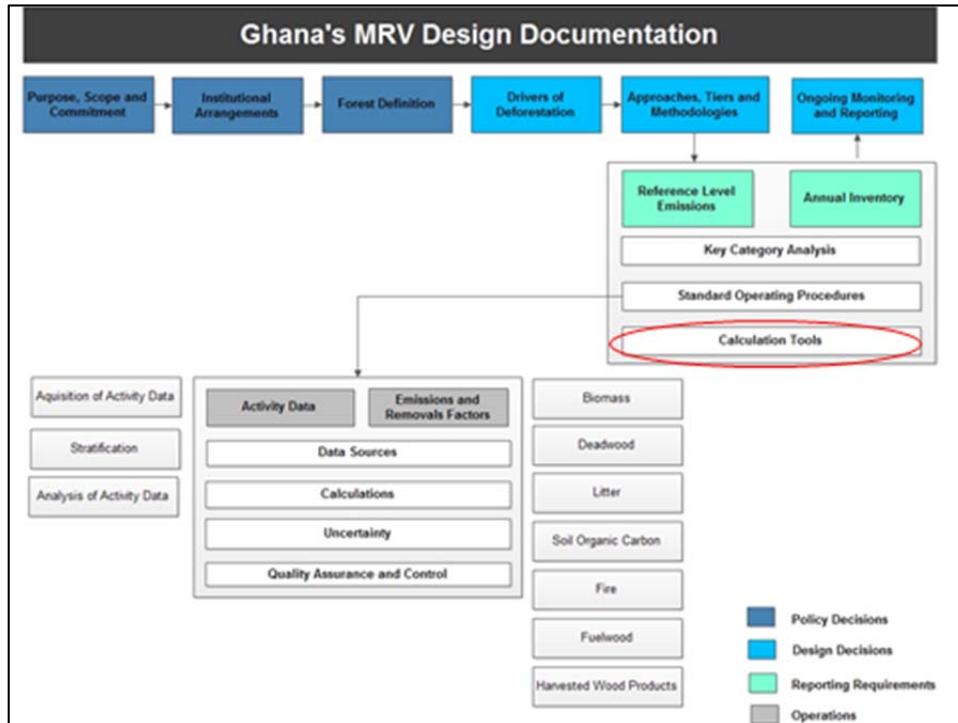 Ghana's MRV Design Documentation
Purpose, Scope and
Commitment
Institutional
Arrangements
Forest Definition
Drivers of
Deforestation
Approaches, Tiers and
Methodologies
Ongoing Monitoring
and Reporting
Reference Level
Emissions
Annual Inventory
Key Category Analysis
Standard Operating Procedures
Calculation Tools
Aquisition of Activity Data
Stratification
Analysis of Activity Data
Activity Data
Emissions and
Removals Factors
Data Sources
Calculations
Uncertainty
Quality Assurance and Control
Biomass
Deadwood
Litter
Soil Organic Carbon
Fire
Fuelwood
Harvested Wood Products
Policy Decisions
Design Decisions
Reporting Requirements
Operations